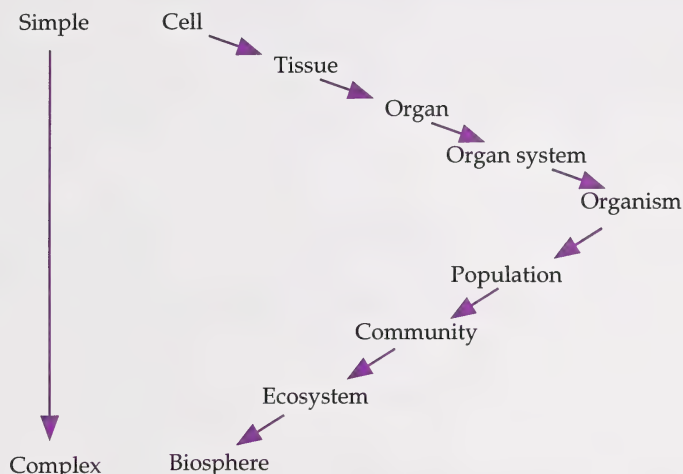 Simple
Cell
Tissue
Organ
Organ system
Organism
Population
Community
Ecosystem
Biosphere
Complex